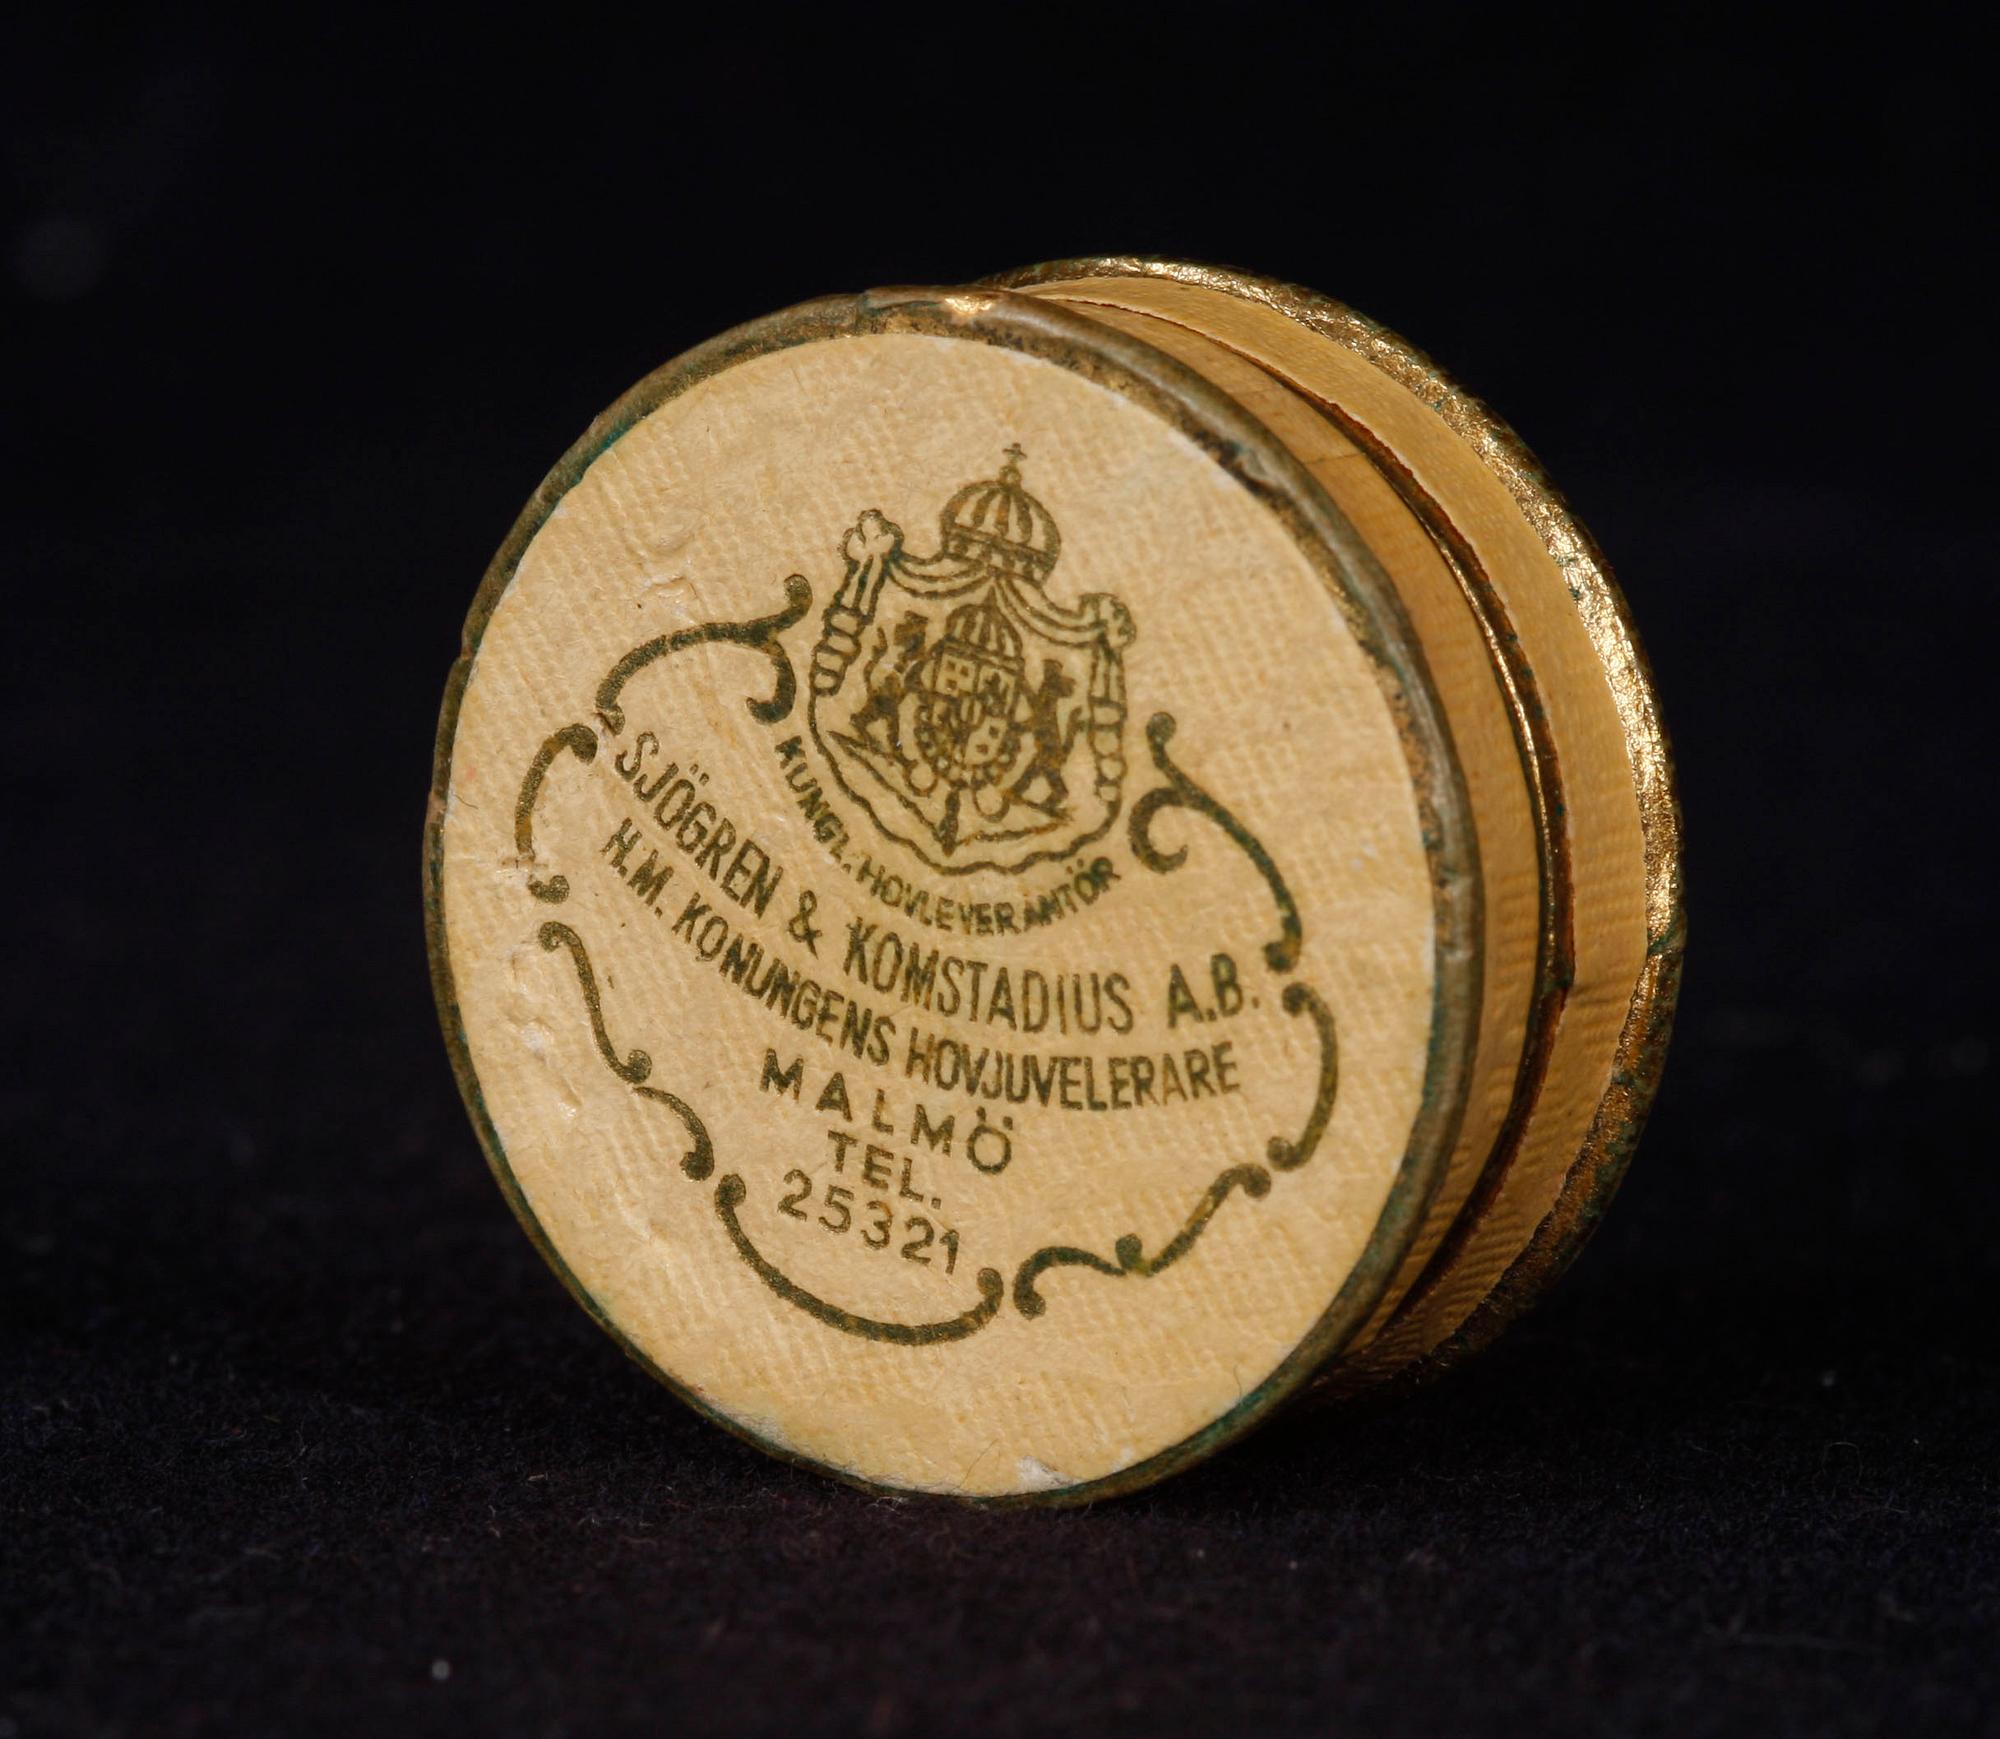 KUNGL. HOVLEVERANTÖR
SJÖGREN & KOMSTADIUS A.B.
H.M. KONUNGENS HOVJUVELERARE
MALMÖ
TEL.
25321